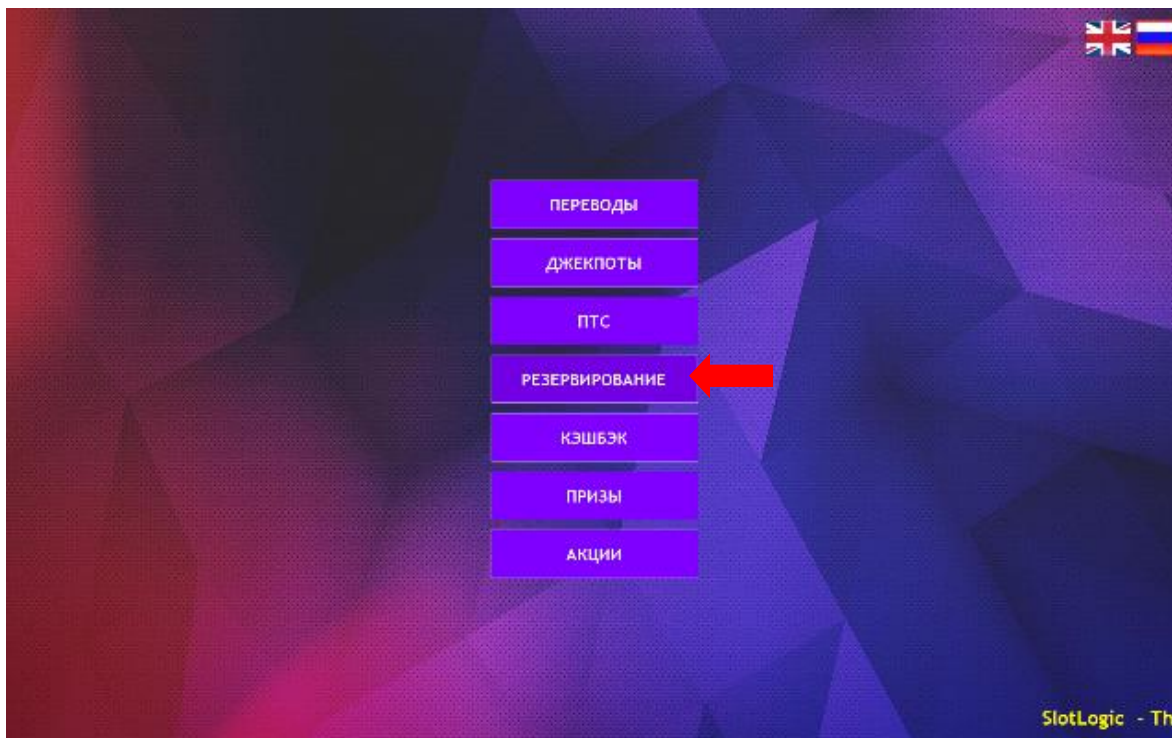 ПЕРЕВОДЫ
ДЖЕКПОТЫ
ПТС
РЕЗЕРВИРОВАНИЕ
КЭШБЭК
ПРИЗЫ
АКЦИИ
SlotLogic - Th